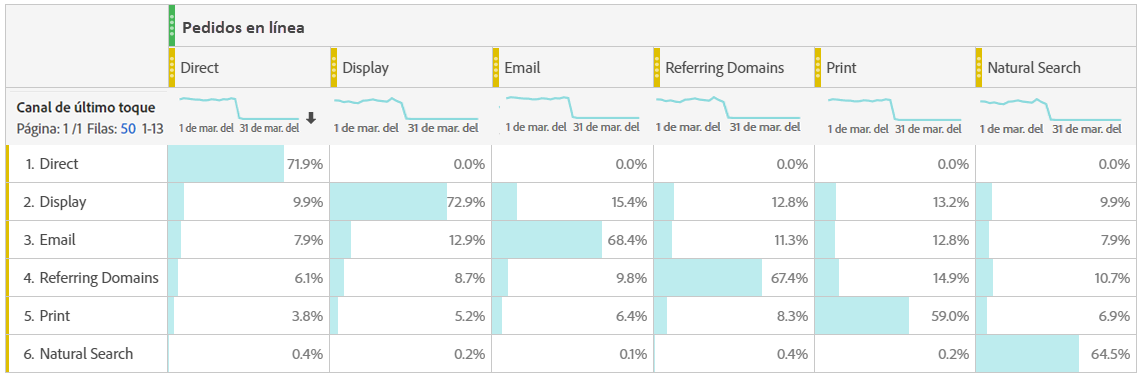 Pedidos en línea
Direct Display Email Referring Domains Print Natural Search
Canal de último toque
Página: 1 /1 Filas: 50 1-13
1 de mar. del 31 de mar. del 1 de mar. del 31 de mar. del 1 de mar. del 31 de mar. del 1 de mar. del 31 de mar. del 1 de mar. del 31 de mar. del 1 de mar. del 31 de mar. del
1. Direct 71.9% 0.0% 0.0% 0.0% 0.0% 0.0%
2. Display 9.9% 72.9% 15.4% 12.8% 13.2% 9.9%
3. Email 7.9% 12.9% 68.4% 11.3% 12.8% 7.9%
4. Referring Domains 6.1% 8.7% 9.8% 67.4% 14.9% 10.7%
5. Print 3.8% 5.2% 6.4% 8.3% 59.0% 6.9%
6. Natural Search 0.4% 0.2% 0.1% 0.4% 0.2% 64.5%